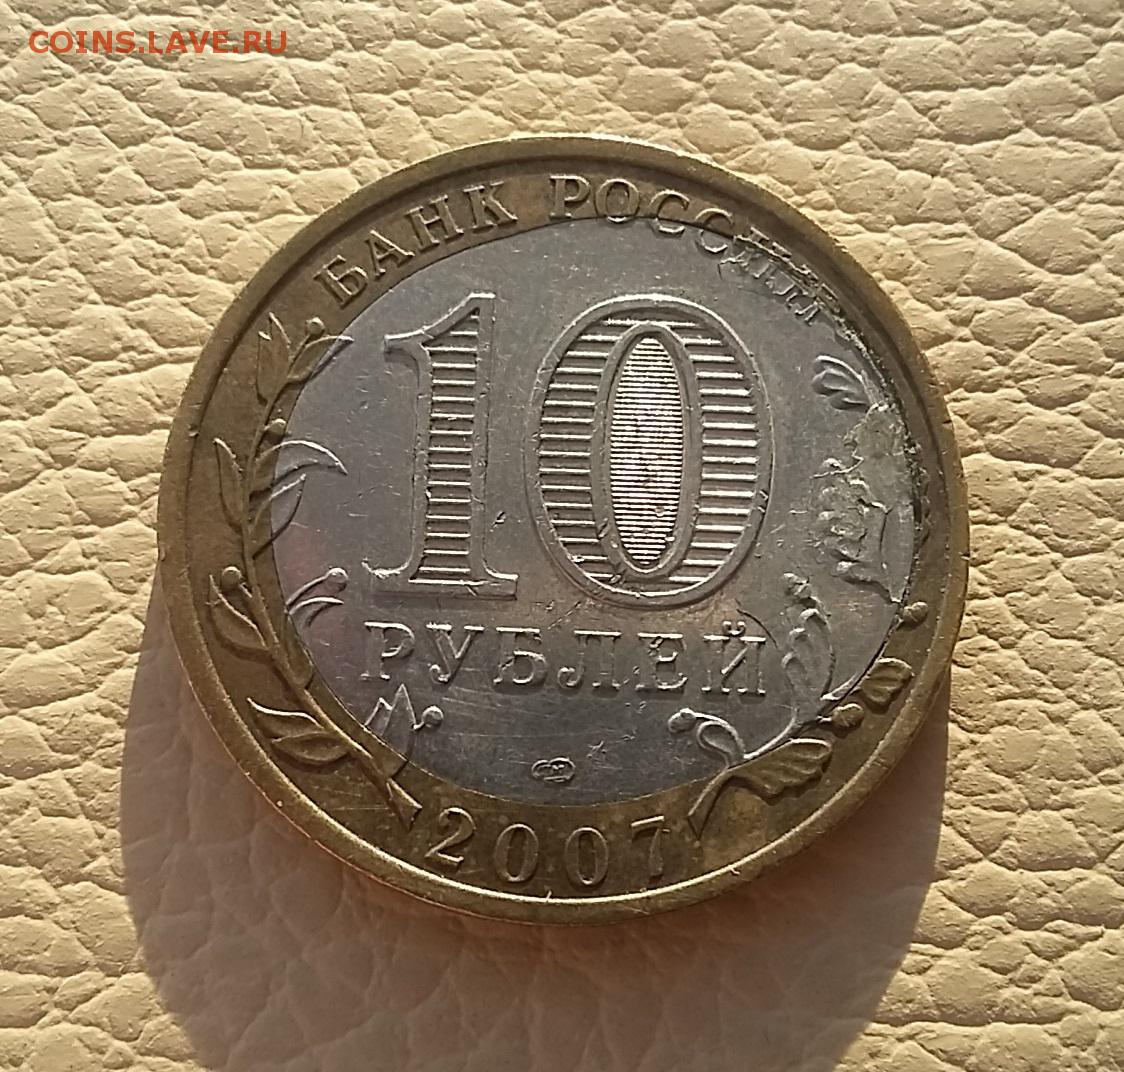 COINS.LAVE.RU
БАНК РОССИИ
10
РУБЛЕЙ
2007